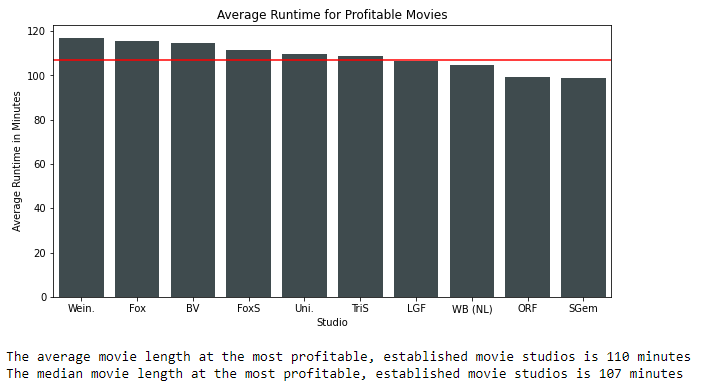 Average Runtime for Profitable Movies
Average Runtime in Minutes
120
100
80
60
40
20
0
Wein. Fox BV FoxS Uni. TriS LGF WB (NL) ORF SGem
Studio
The average movie length at the most profitable, established movie studios is 110 minutes
The median movie length at the most profitable, established movie studios is 107 minutes